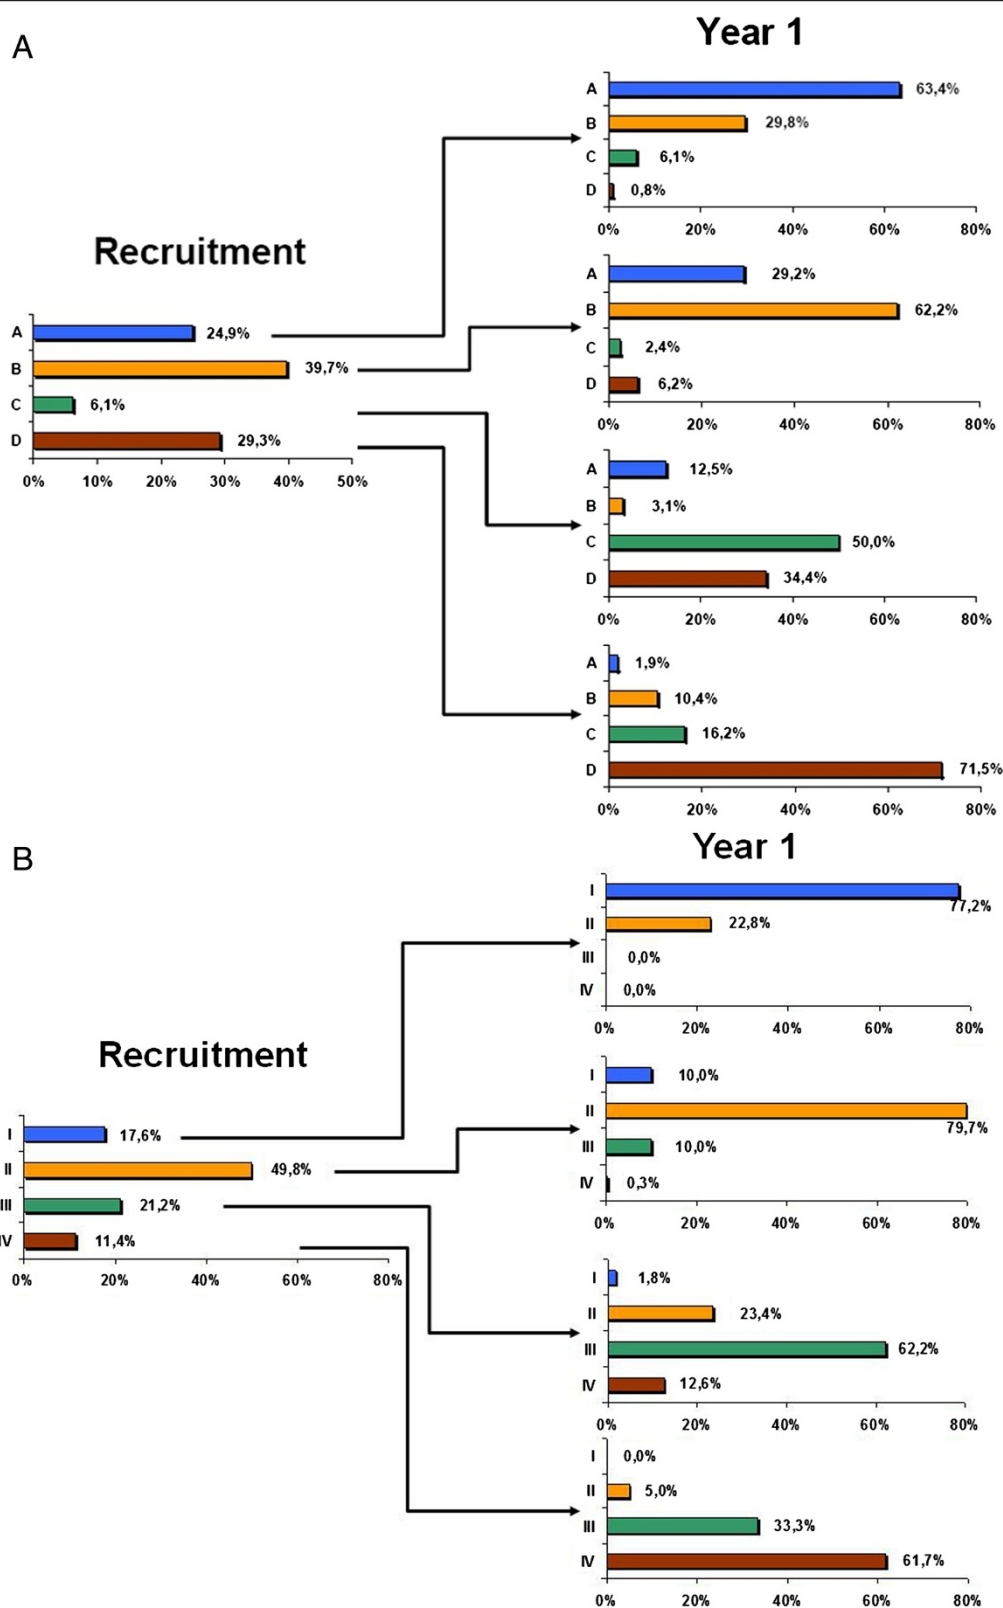 A
Year 1
A 63,4%
B 29,8%
C 6,1%
D 0,8%
0% 20% 40% 60% 80%
Recruitment
A 24,9%
B 39,7%
C 6,1%
D 29,3%
0% 10% 20% 30% 40% 50%
A 29,2%
B 62,2%
C 2,4%
D 6,2%
0% 20% 40% 60% 80%
A 12,5%
B 3,1%
C 50,0%
D 34,4%
0% 20% 40% 60% 80%
A 1,9%
B 10,4%
C 16,2%
D 71,5%
0% 20% 40% 60% 80%
B
Year 1
I 77,2%
II 22,8%
III 0,0%
IV 0,0%
0% 20% 40% 60% 80%
Recruitment
I 17,6%
II 49,8%
III 21,2%
IV 11,4%
0% 20% 40% 60% 80%
I 10,0%
II 79,7%
III 10,0%
IV 0,3%
0% 20% 40% 60% 80%
I 1,8%
II 23,4%
III 62,2%
IV 12,6%
0% 20% 40% 60% 80%
I 0,0%
II 5,0%
III 33,3%
IV 61,7%
0% 20% 40% 60% 80%